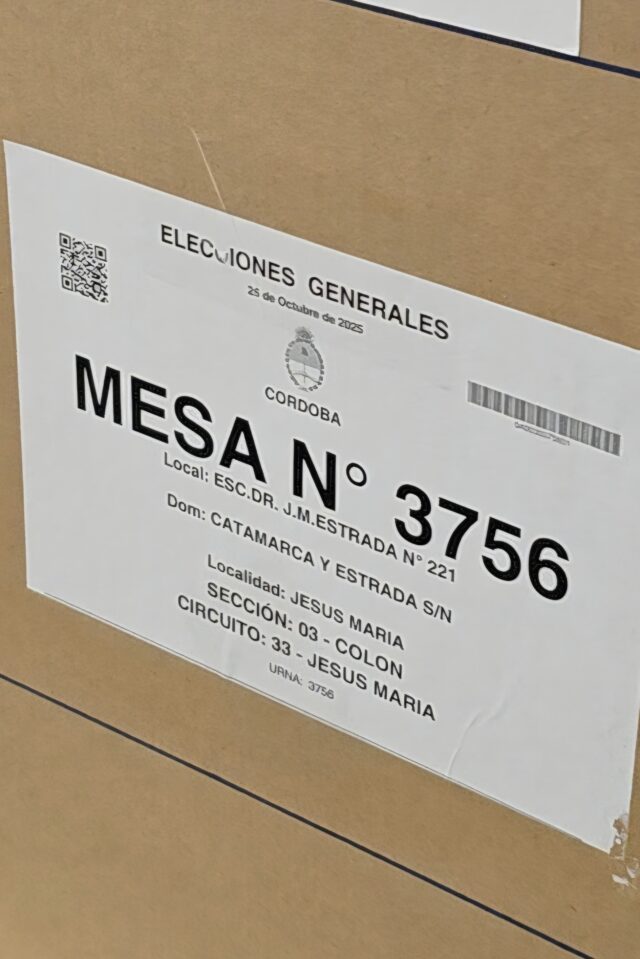 ELECCIONES GENERALES
25 de Octubre de 2025
CORDOBA
MESA N° 3756
Local: ESC.DR. J.M.ESTRADA N° 221
Dom: CATAMARCA Y ESTRADA S/N
Localidad: JESUS MARIA
SECCIÓN: 03 - COLON
CIRCUITO: 33 - JESUS MARIA
URNA: 3756